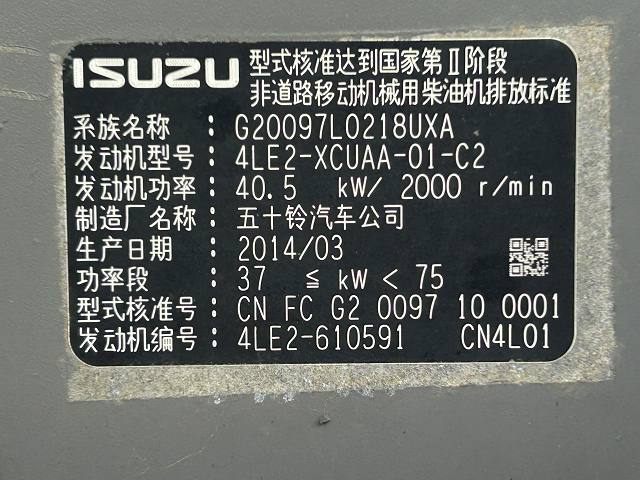 ISUZU 型式核准达到国家第Ⅱ阶段
非道路移动机械用柴油机排放标准
系族名称 : G20097L0218UXA
发动机型号: 4LE2-XCUAA-01-C2
发动机功率: 40.5 kW/ 2000 r/min
制造厂名称: 五十铃汽车公司
生产日期 : 2014/03
功率段 : 37 ≦ kW < 75
型式核准号: CN FC G2 0097 10 0001
发动机编号: 4LE2-610591 CN4L01